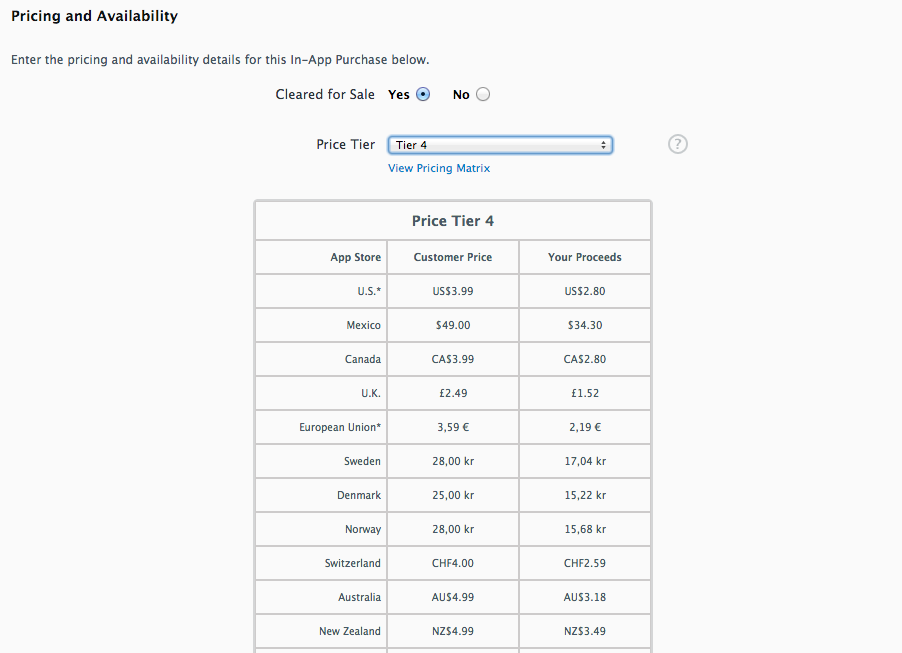 Pricing and Availability
Enter the pricing and availability details for this In-App Purchase below.
Cleared for Sale Yes No
Price Tier Tier 4 ?
View Pricing Matrix
Price Tier 4
App Store Customer Price Your Proceeds
U.S.* US$3.99 US$2.80
Mexico $49.00 $34.30
Canada CA$3.99 CA$2.80
U.K. £2.49 £1.52
European Union* 3,59 € 2,19 €
Sweden 28,00 kr 17,04 kr
Denmark 25,00 kr 15,22 kr
Norway 28,00 kr 15,68 kr
Switzerland CHF4.00 CHF2.59
Australia AU$4.99 AU$3.18
New Zealand NZ$4.99 NZ$3.49